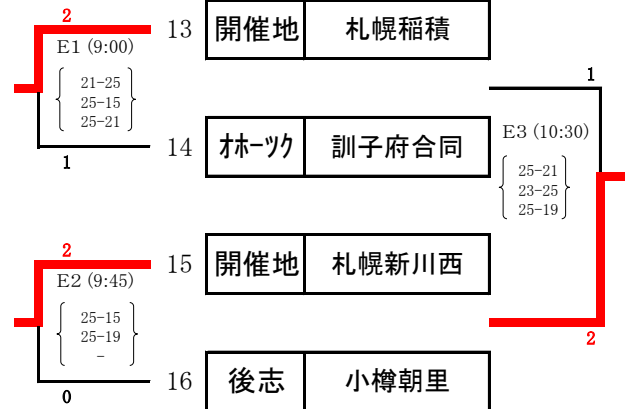 2
E1 (9:00)
21-25
25-15
25-21
1
13 開催地 札幌稲積
14 ｵﾎｰﾂｸ 訓子府合同
2
E2 (9:45)
25-15
25-19
-
0
15 開催地 札幌新川西
16 後志 小樽朝里
1
E3 (10:30)
25-21
23-25
25-19
2